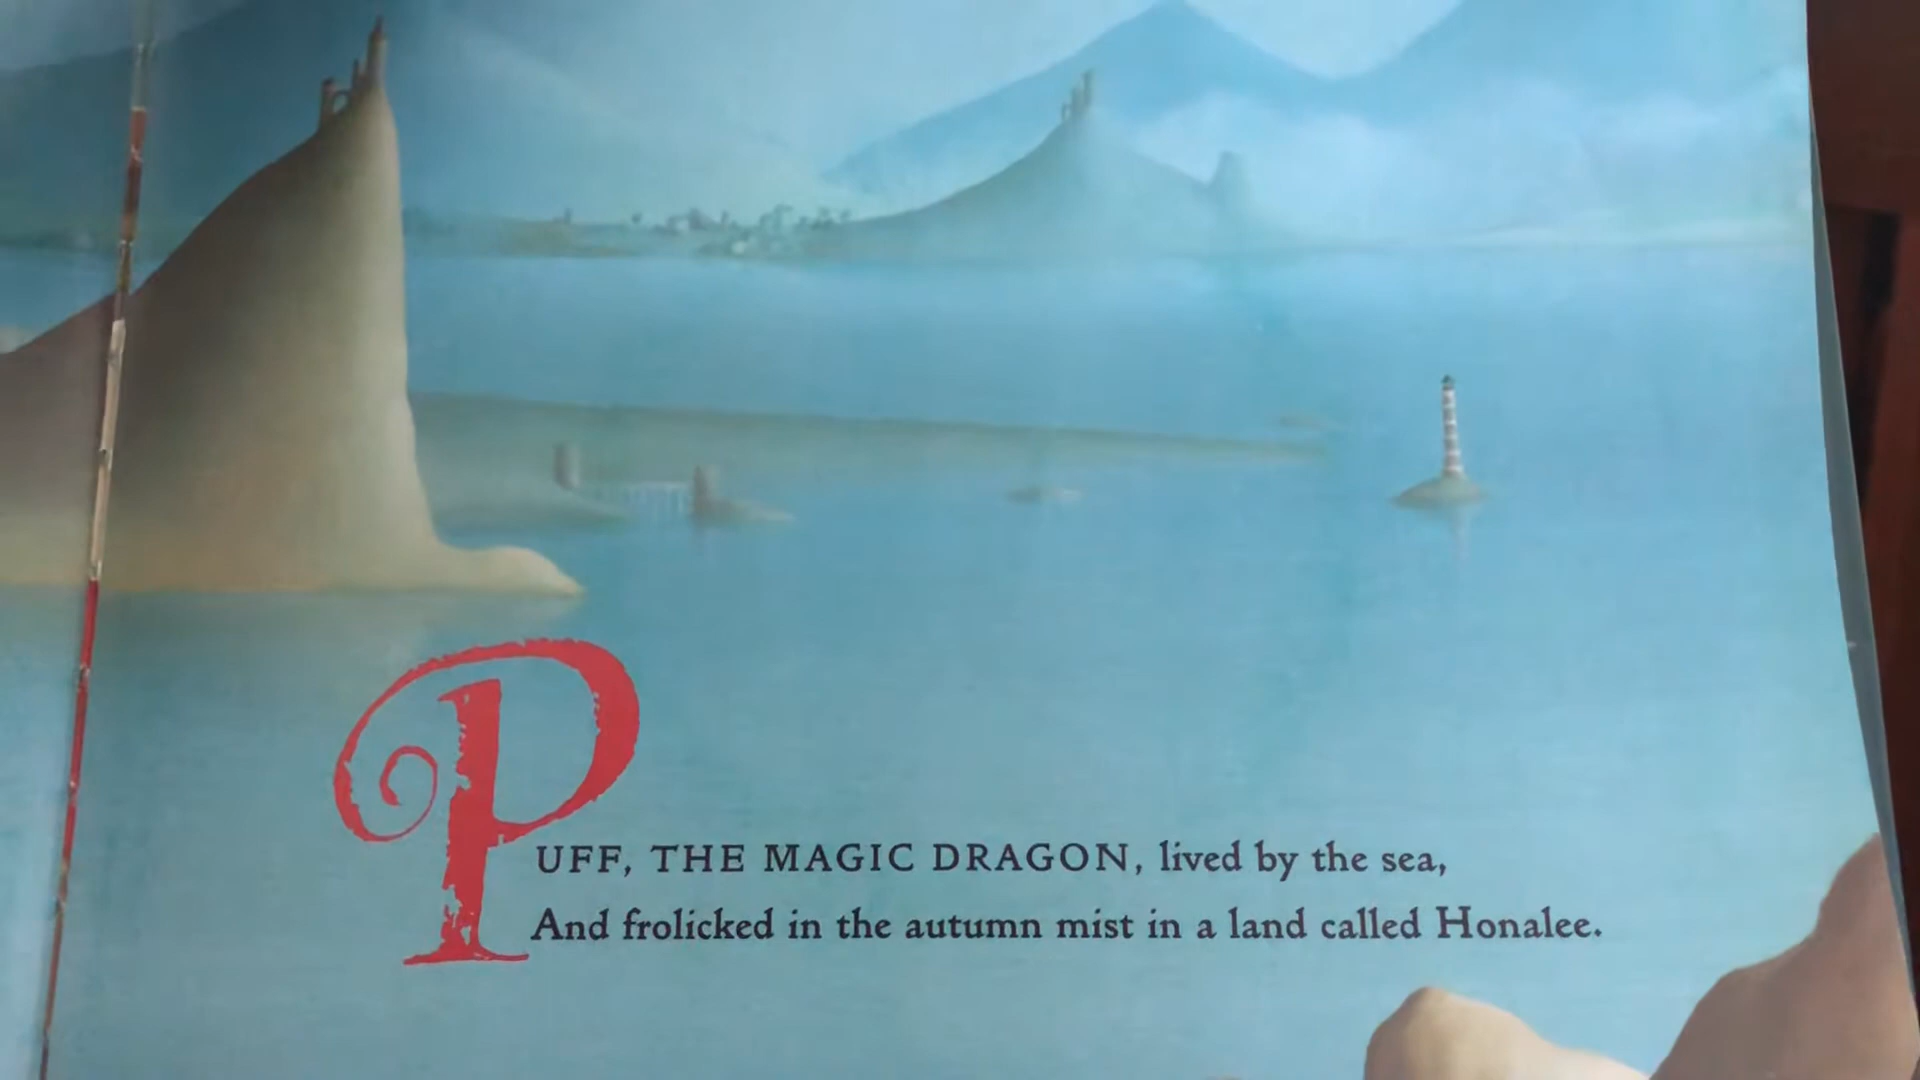 PUFF, THE MAGIC DRAGON, lived by the sea,
And frolicked in the autumn mist in a land called Honalee.